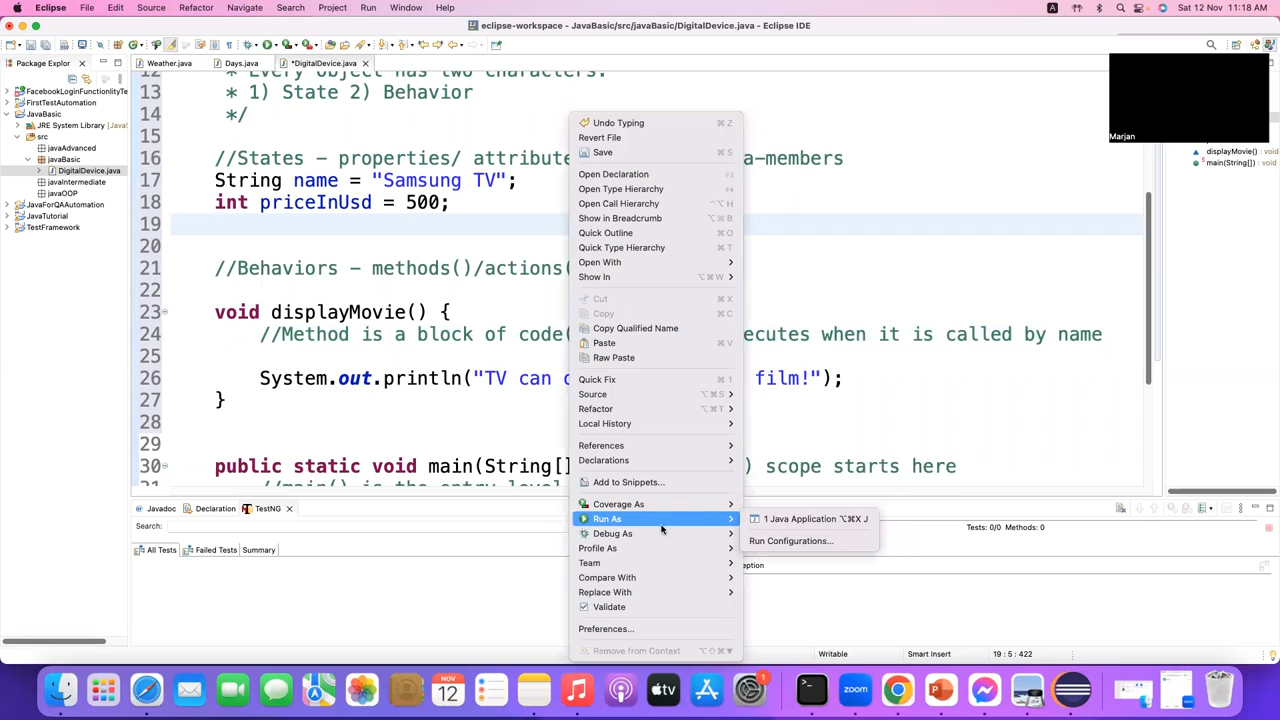 Eclipse File Edit Source Refactor Navigate Search Project Run Window Help A Sat 12 Nov 11:18 AM
eclipse-workspace - JavaBasic/src/javaBasic/DigitalDevice.java - Eclipse IDE
Package Explor
Weather.java Days.java *DigitalDevice.java
FacebookLoginFunctionlityTe
FirstTestAutomation
JavaBasic
JRE System Library [Java
src
javaAdvanced
javaBasic
DigitalDevice.java
javaIntermediate
javaOOP
JavaForQAAutomation
JavaTutorial
TestFramework
12 * Every object has two characters.
13 * 1) State 2) Behavior
14 */
15
16 //States - properties/ attribute a-members
17 String name = "Samsung TV";
18 int priceInUsd = 500;
19
20
21 //Behaviors - methods()/actions(
22
23 void displayMovie() {
24 //Method is a block of code( ecutes when it is called by name
25
26 System.out.println("TV can film!");
27 }
28
29
30 public static void main(String[] ) scope starts here
31
Undo Typing ⌘Z
Revert File
Save ⌘S
Open Declaration F3
Open Type Hierarchy F4
Open Call Hierarchy ⌃⌥H
Show in Breadcrumb ⌥⌘B
Quick Outline ⌘O
Quick Type Hierarchy ⌘T
Open With
Show In ⌥⌘W
Cut ⌘X
Copy ⌘C
Copy Qualified Name
Paste ⌘V
Raw Paste
Quick Fix ⌘1
Source ⌥⌘S
Refactor ⌥⌘T
Local History
References
Declarations
Add to Snippets...
Coverage As
Run As
Debug As
Profile As
Team
Compare With
Replace With
Validate
Preferences...
Remove from Context ⌥⇧⌘▼
1 Java Application ⌥⌘X J
Run Configurations...
Marjan
displayMovie() : void
main(String[])
Javadoc Declaration TestNG
Search: Tests: 0/0 Methods: 0
All Tests Failed Tests Summary
ception
Writable Smart Insert 19 : 5 : 422
NOV
12
tv
1
zoom